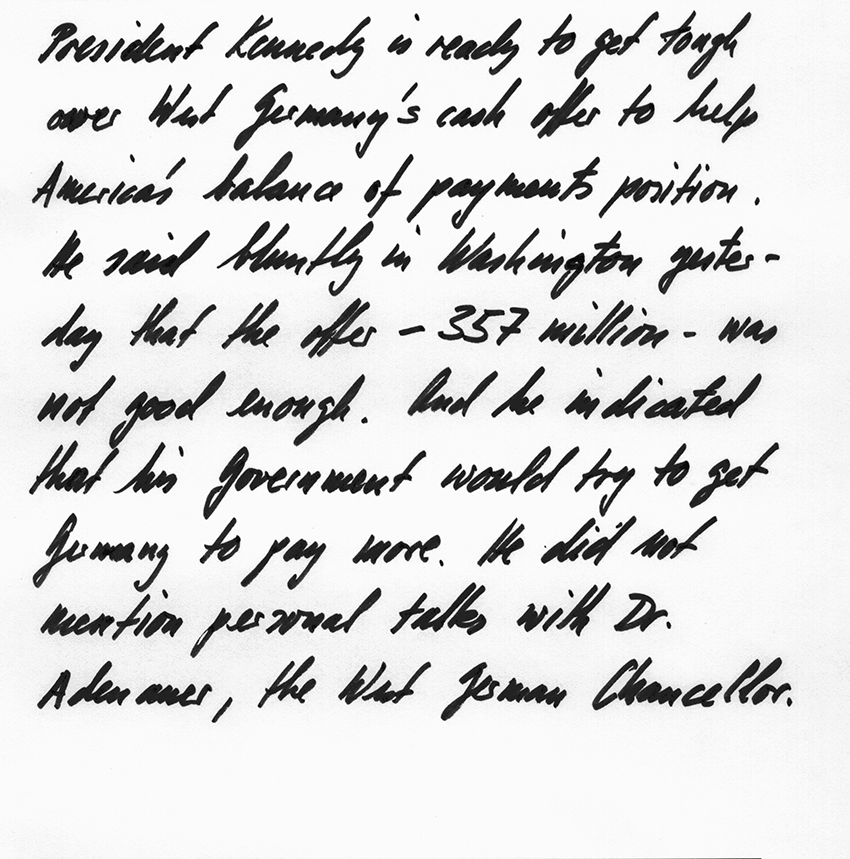 President Kennedy is ready to get tough
over West Germany's cash offer to help
America's balance of payments position.
He said bluntly in Washington yester-
day that the offer - 357 million - was
not good enough. And he indicated
that his Government would try to get
Germany to pay more. He did not
mention personal talks with Dr.
Adenauer, the West German Chancellor.